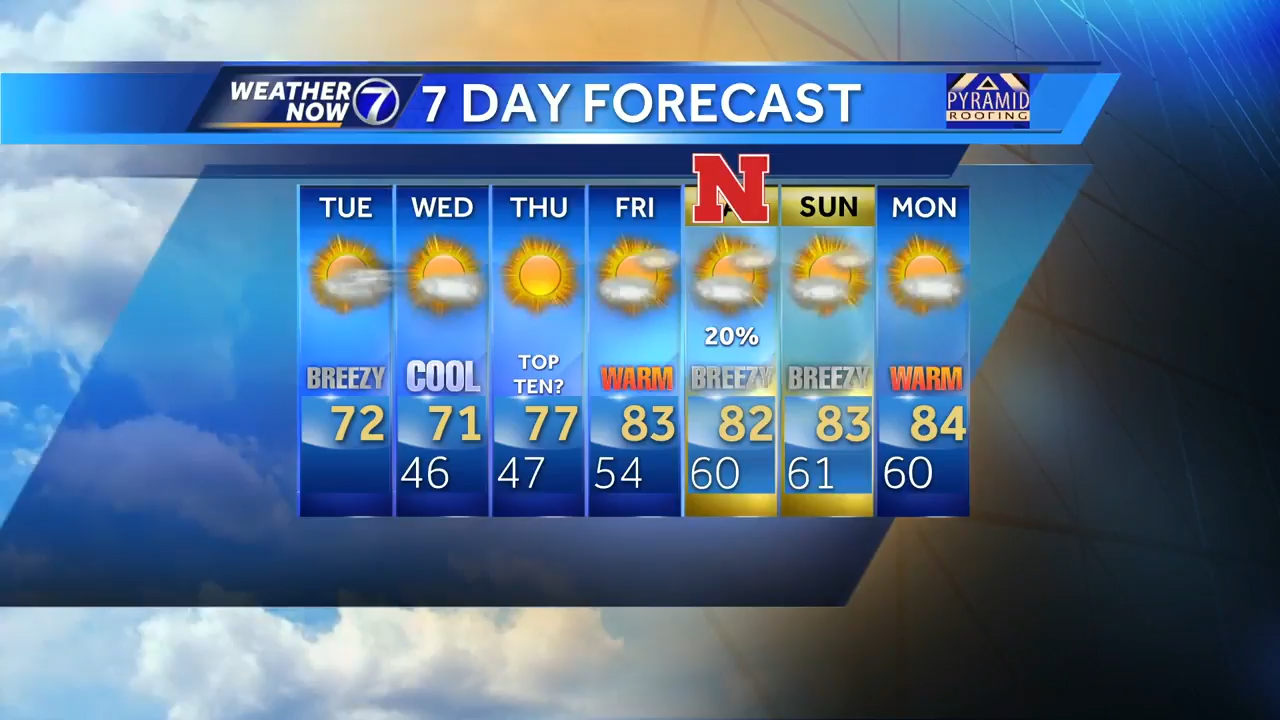 WEATHER
NOW 7
7 DAY FORECAST
PYRAMID
ROOFING
TUE WED THU FRI N SUN MON
20%
BREEZY COOL TOP TEN? WARM BREEZY BREEZY WARM
72 71 77 83 82 83 84
46 47 54 60 61 60